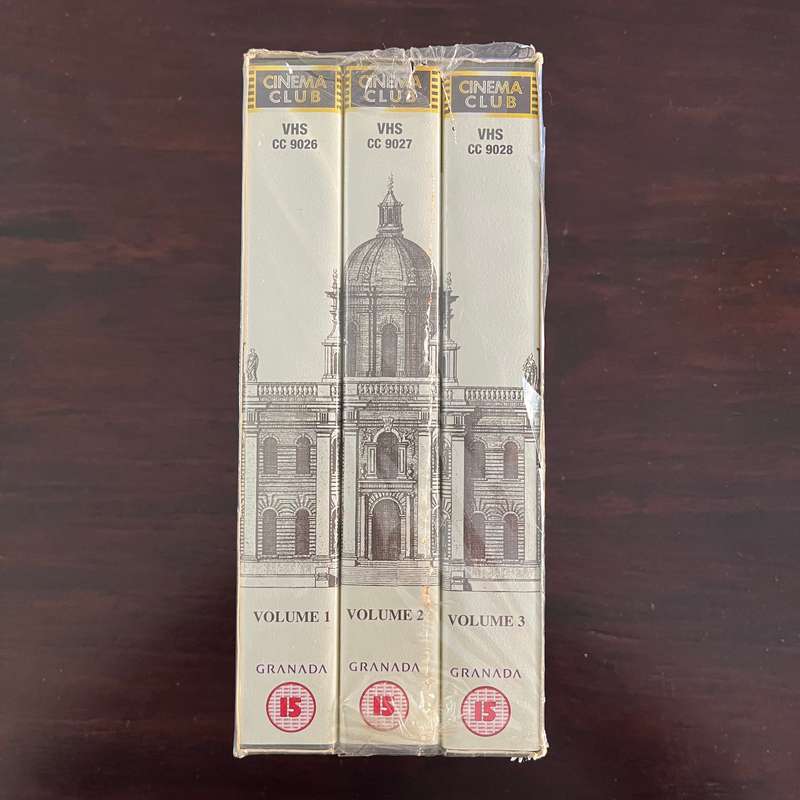 CINEMA
CLUB
VHS
CC 9026
VOLUME 1
GRANADA
15
CINEMA
CLUB
VHS
CC 9027
VOLUME 2
GRANADA
15
CINEMA
CLUB
VHS
CC 9028
VOLUME 3
GRANADA
15